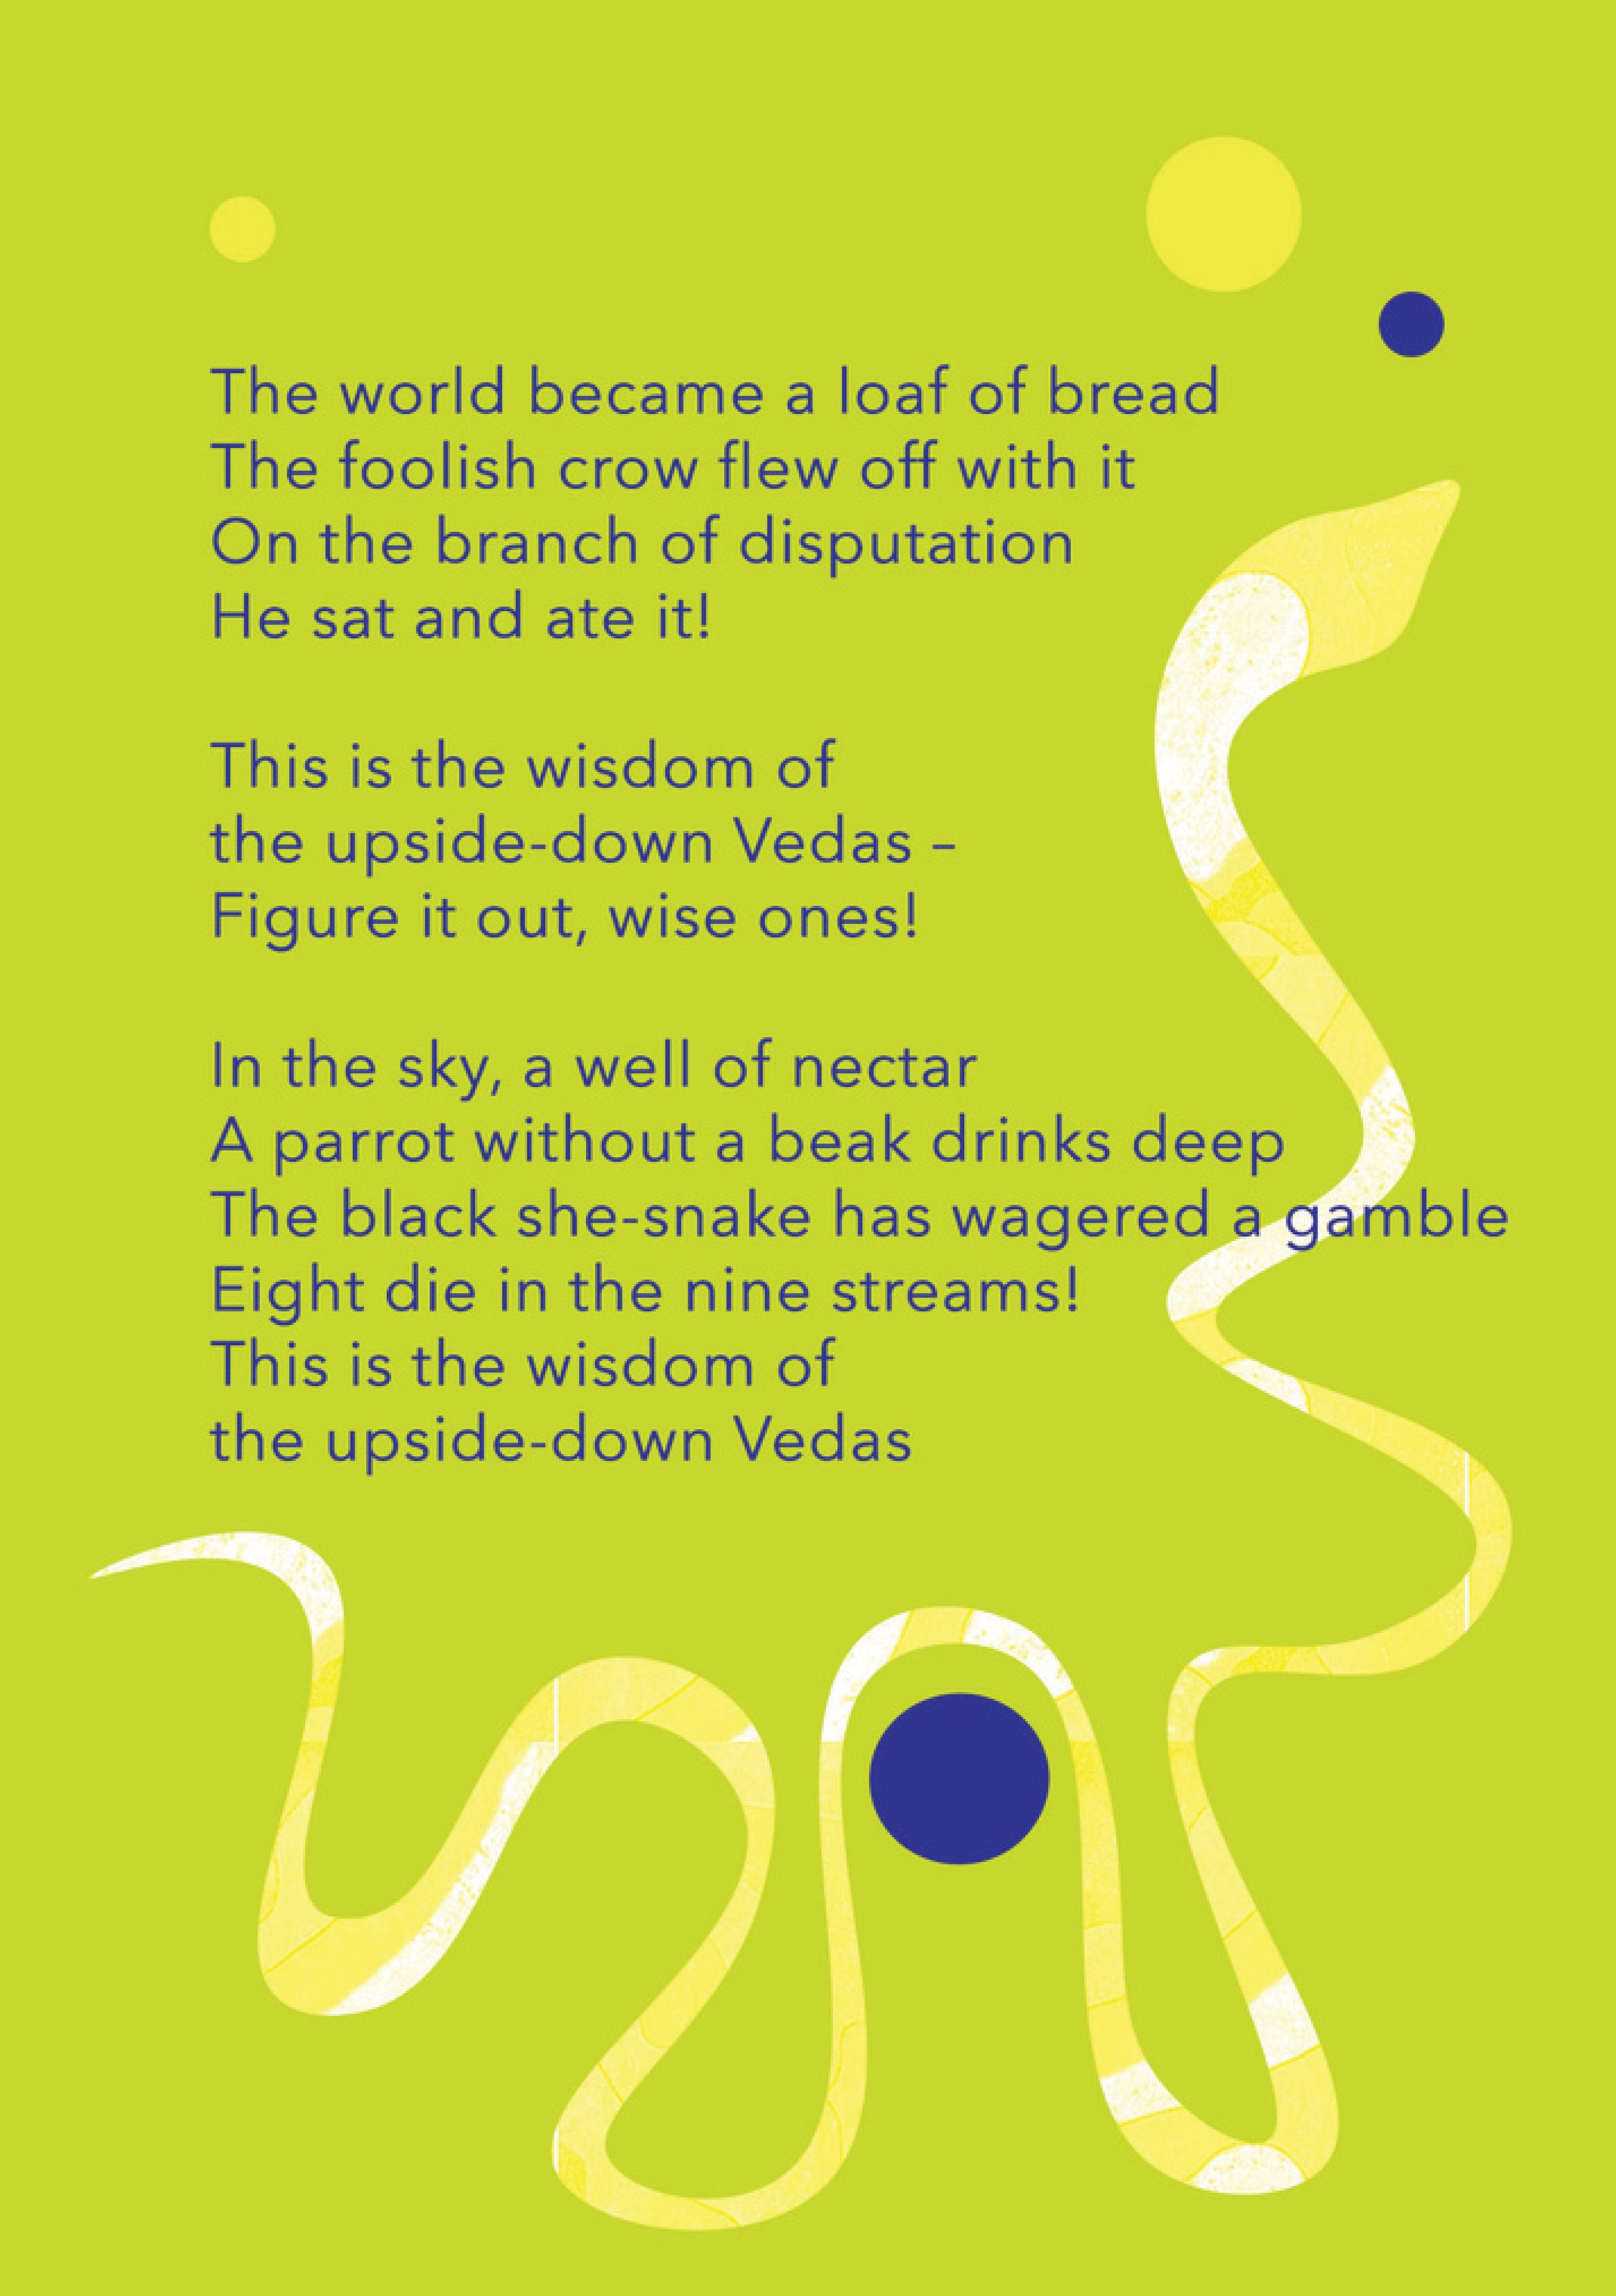 The world became a loaf of bread
The foolish crow flew off with it
On the branch of disputation
He sat and ate it!
This is the wisdom of
the upside-down Vedas –
Figure it out, wise ones!
In the sky, a well of nectar
A parrot without a beak drinks deep
The black she-snake has wagered a gamble
Eight die in the nine streams!
This is the wisdom of
the upside-down Vedas